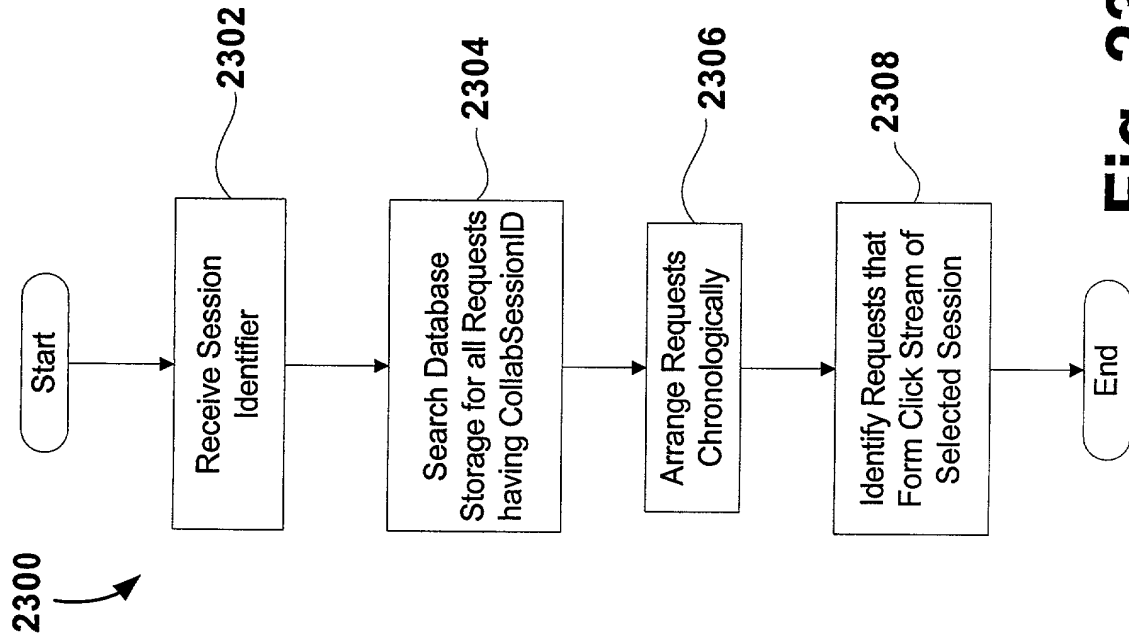 2300
Start
Receive Session
Identifier
2302
Search Database
Storage for all Requests
having CollabSessionID
2304
Arrange Requests
Chronologically
2306
Identify Requests that
Form Click Stream of
Selected Session
2308
End
Fig.